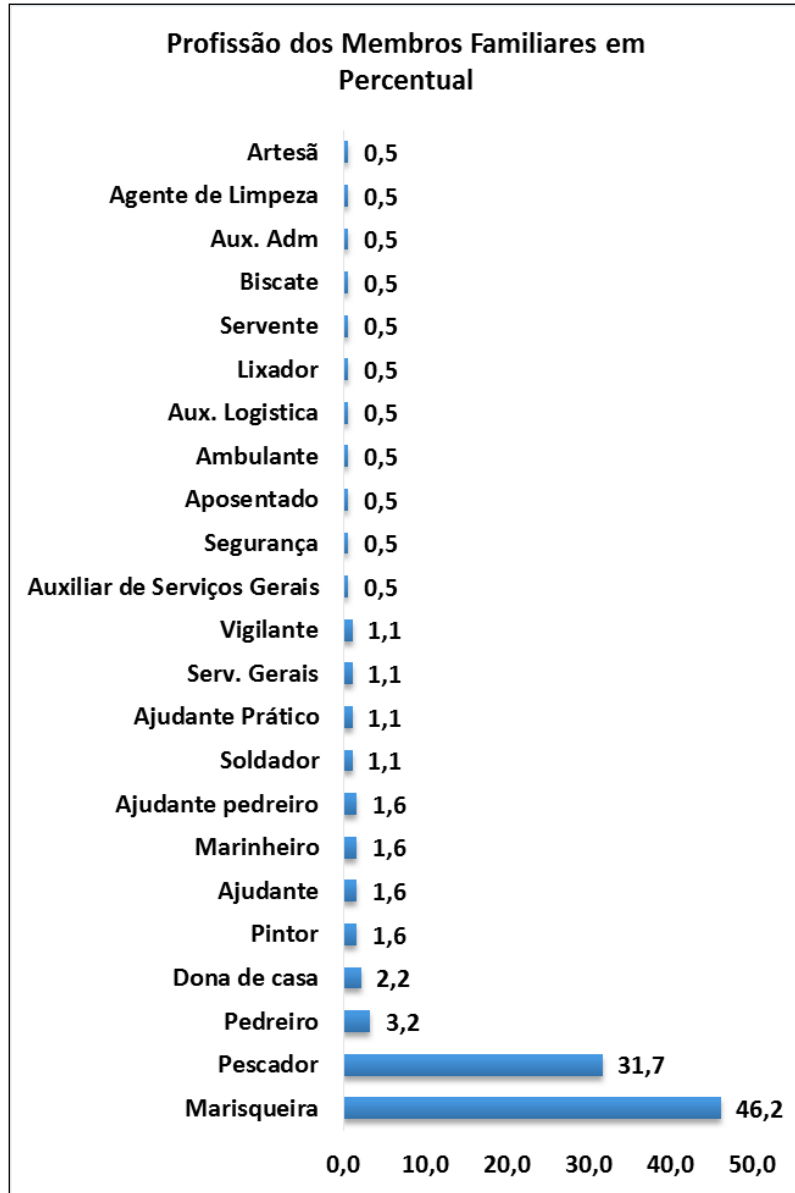 Profissão dos Membros Familiares em
Percentual
Artesã 0,5
Agente de Limpeza 0,5
Aux. Adm 0,5
Biscate 0,5
Servente 0,5
Lixador 0,5
Aux. Logistica 0,5
Ambulante 0,5
Aposentado 0,5
Segurança 0,5
Auxiliar de Serviços Gerais 0,5
Vigilante 1,1
Serv. Gerais 1,1
Ajudante Prático 1,1
Soldador 1,1
Ajudante pedreiro 1,6
Marinheiro 1,6
Ajudante 1,6
Pintor 1,6
Dona de casa 2,2
Pedreiro 3,2
Pescador 31,7
Marisqueira 46,2
0,0 10,0 20,0 30,0 40,0 50,0